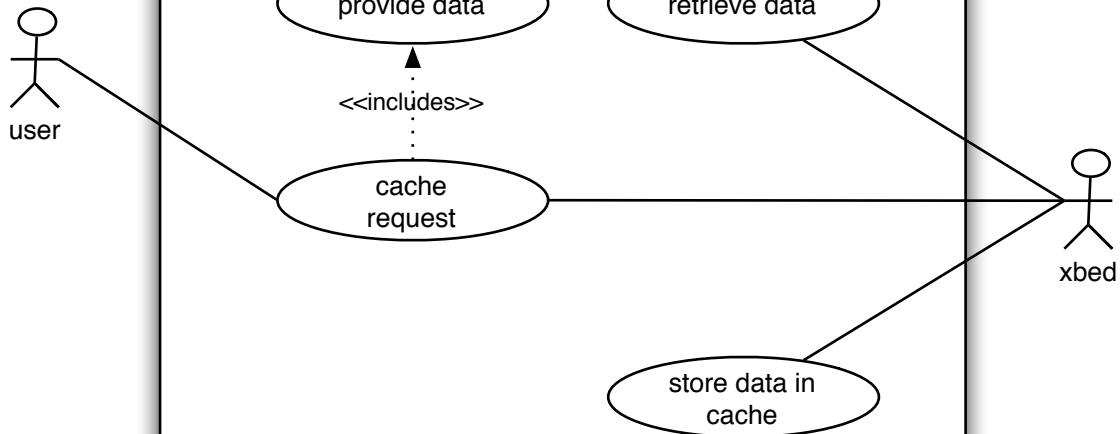 provide data
retrieve data
<<includes>>
user
cache
request
xbed
store data in
cache